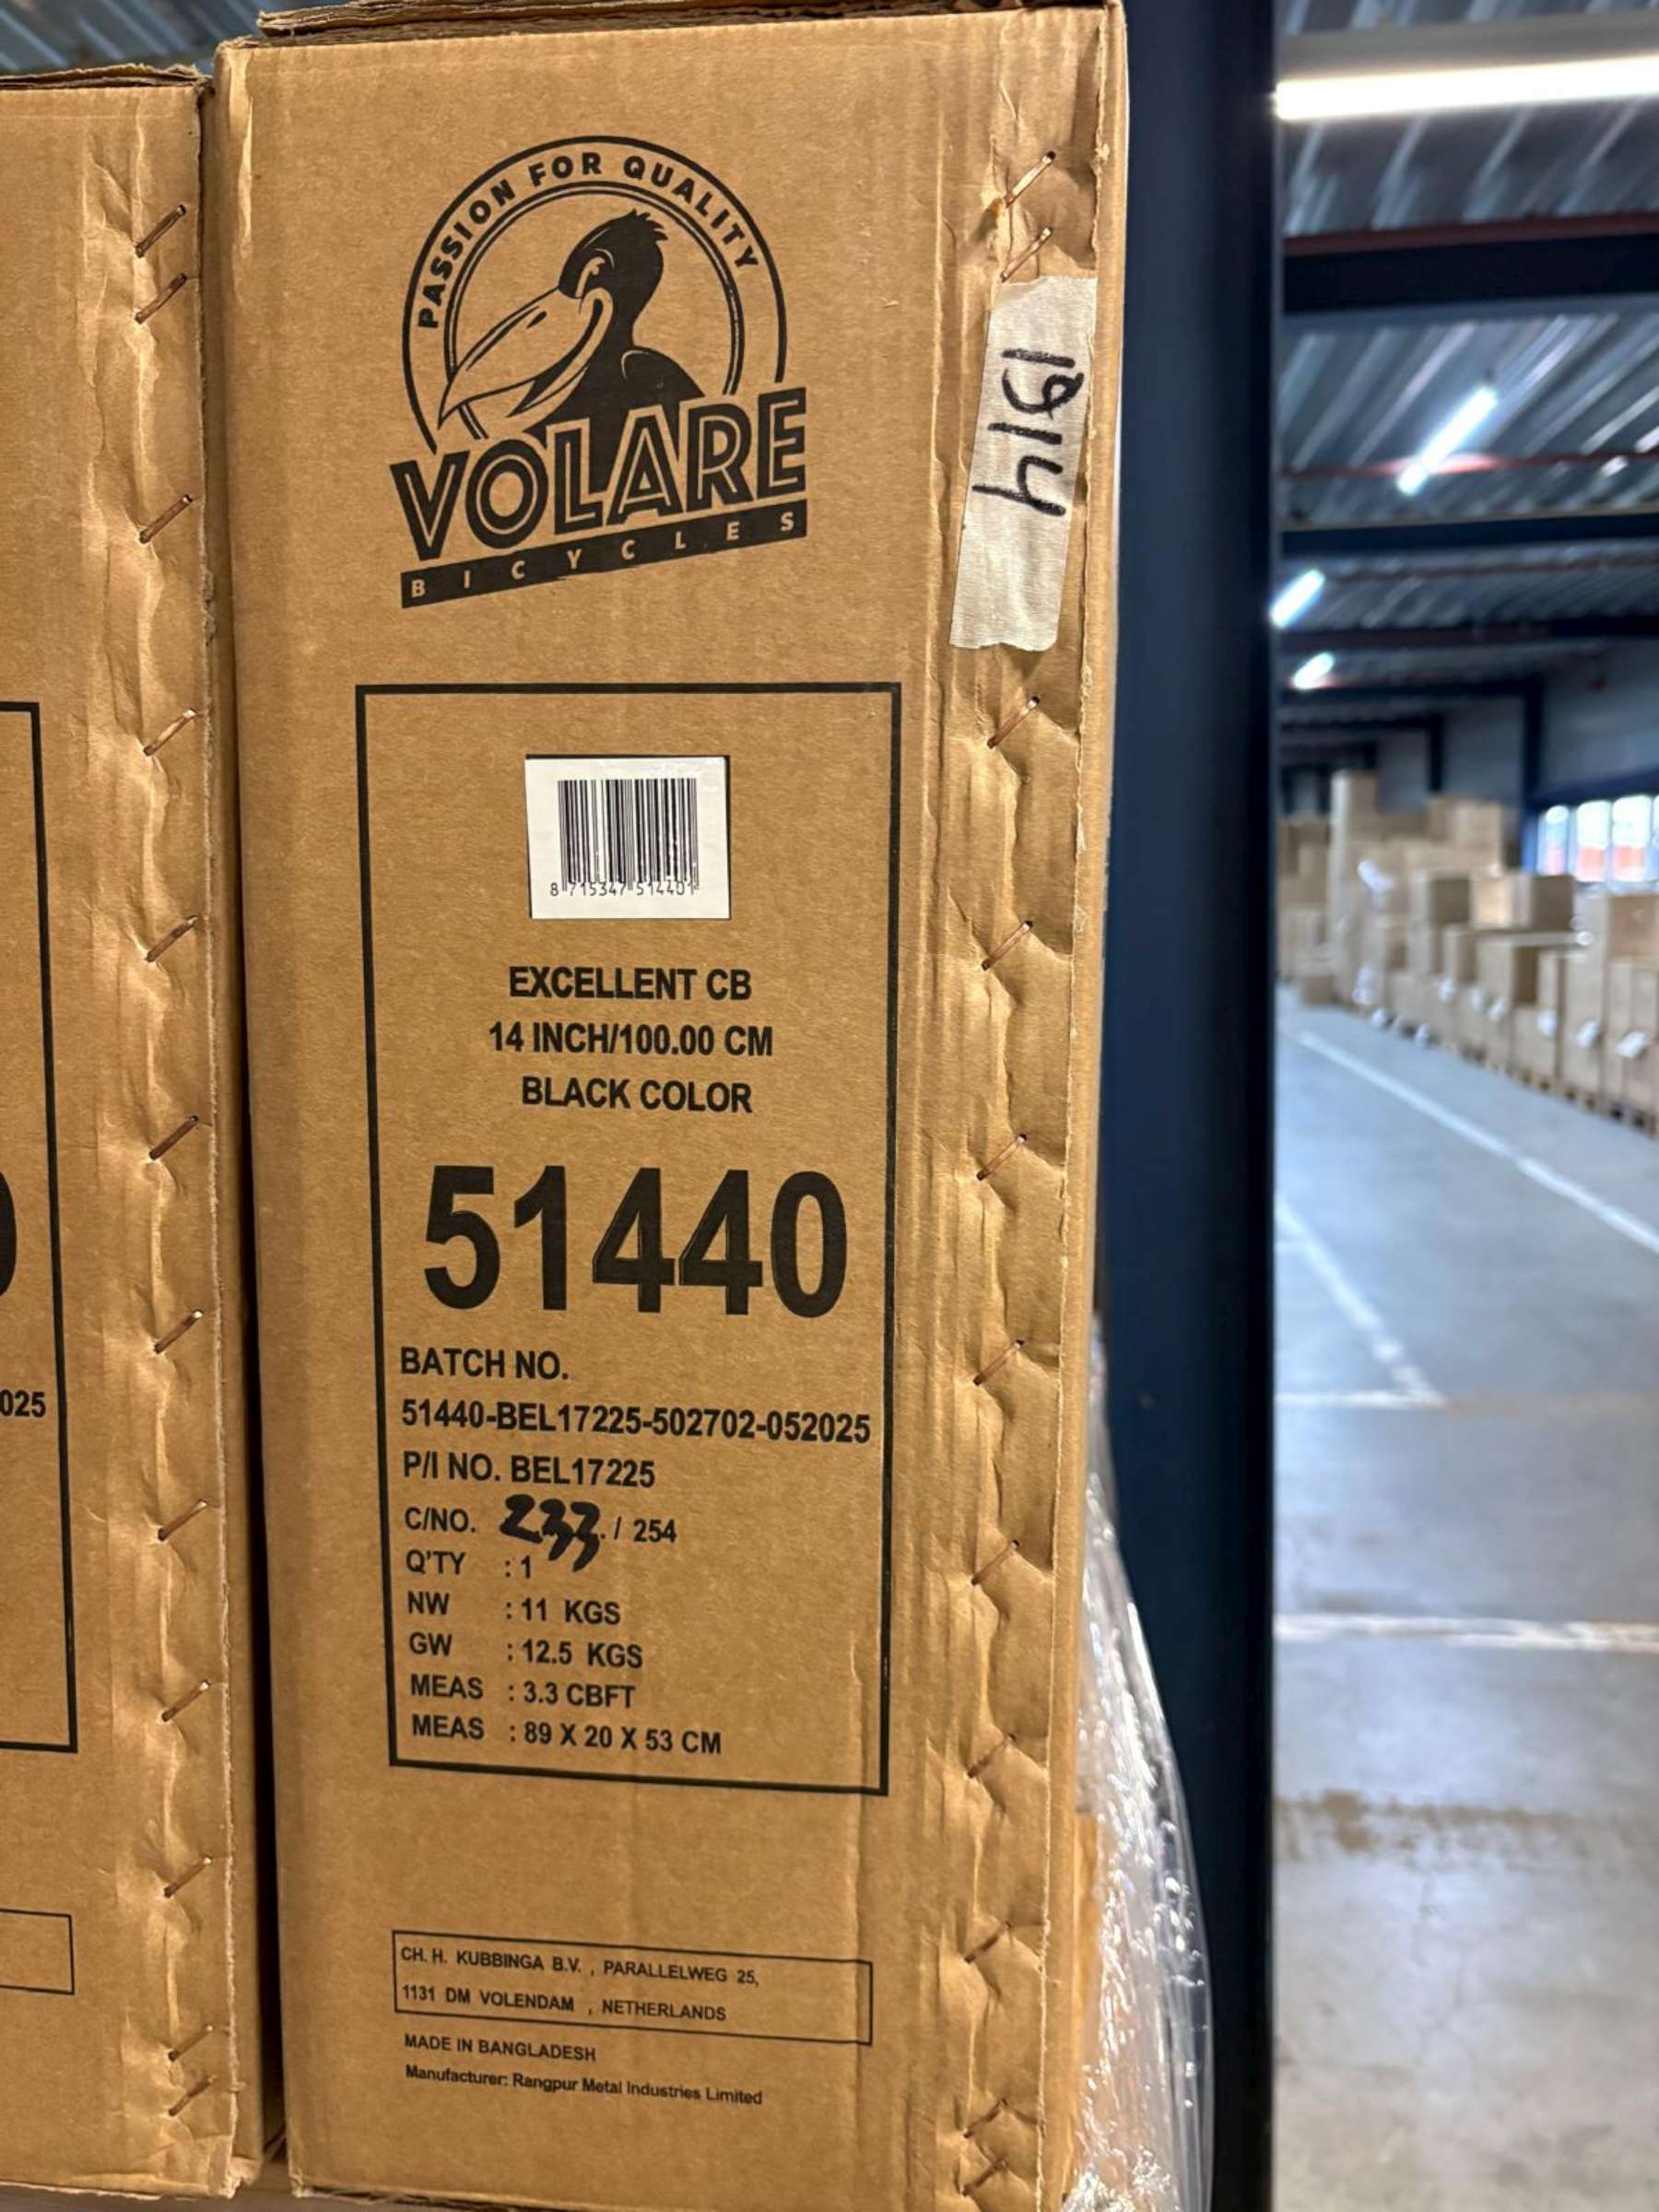 PASSION FOR QUALITY
VOLARE
BICYCLES
1914
8 715347 514401
EXCELLENT CB
14 INCH/100.00 CM
BLACK COLOR
51440
BATCH NO.
51440-BEL17225-502702-052025
P/I NO. BEL17225
C/NO. 233. / 254
Q'TY : 1
NW : 11 KGS
GW : 12.5 KGS
MEAS : 3.3 CBFT
MEAS : 89 X 20 X 53 CM
CH. H. KUBBINGA B.V. , PARALLELWEG 25,
1131 DM VOLENDAM , NETHERLANDS
MADE IN BANGLADESH
Manufacturer: Rangpur Metal Industries Limited
025